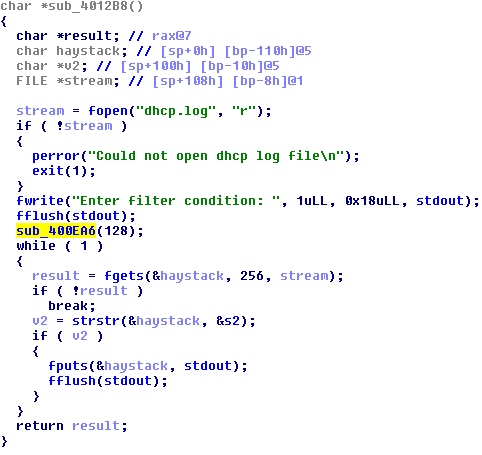 char *sub_4012B8()
{
char *result; // rax@7
char haystack; // [sp+0h] [bp-110h]@5
char *v2; // [sp+100h] [bp-10h]@5
FILE *stream; // [sp+108h] [bp-8h]@1
stream = fopen("dhcp.log", "r");
if ( !stream )
{
perror("Could not open dhcp log file\n");
exit(1);
}
fwrite("Enter filter condition: ", 1uLL, 0x18uLL, stdout);
fflush(stdout);
sub_400EA6(128);
while ( 1 )
{
result = fgets(&haystack, 256, stream);
if ( !result )
break;
v2 = strstr(&haystack, &s2);
if ( v2 )
{
fputs(&haystack, stdout);
fflush(stdout);
}
}
return result;
}